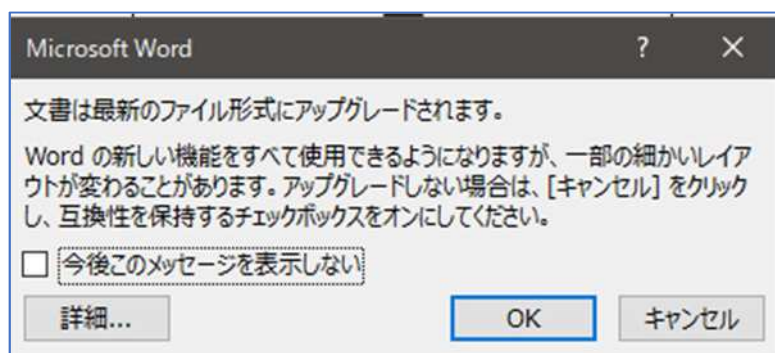 Microsoft Word
?
文書は最新のファイル形式にアップグレードされます。
Word の新しい機能をすべて使用できるようになりますが、一部の細かいレイア
ウトが変わることがあります。アップグレードしない場合は、[キャンセル] をクリック
し、互換性を保持するチェックボックスをオンにしてください。
今後このメッセージを表示しない
詳細... OK キャンセル